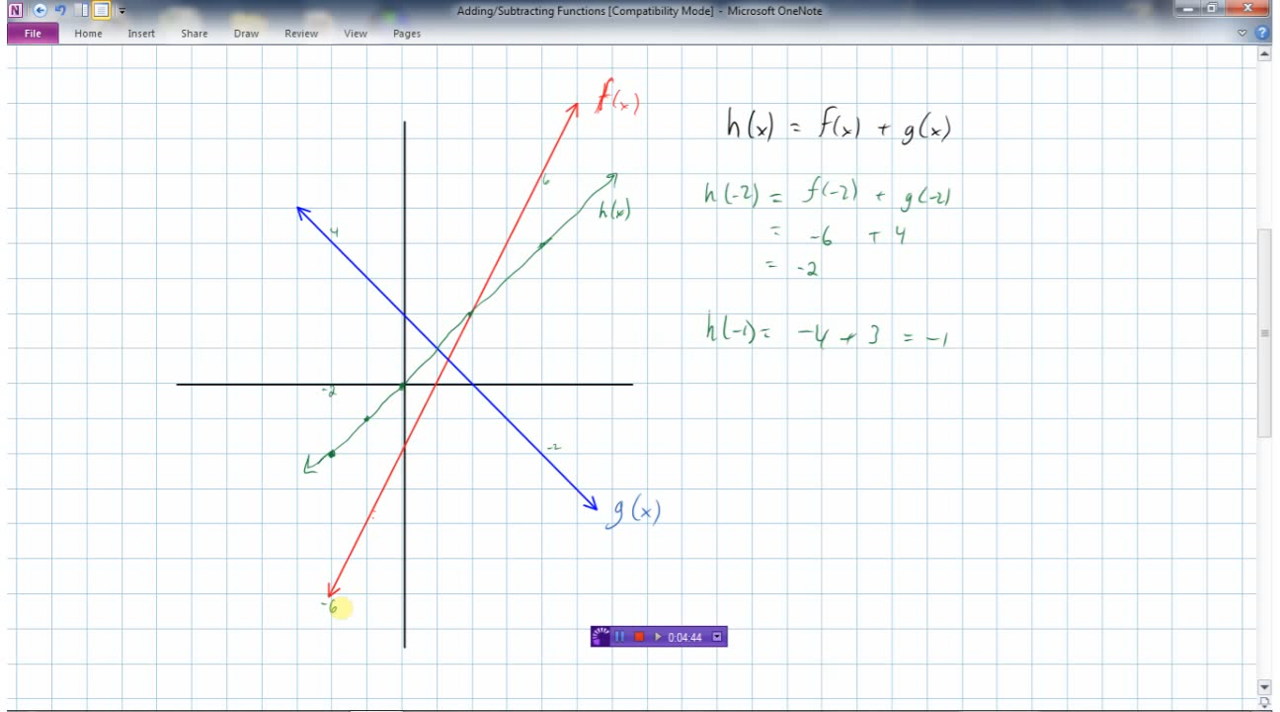 Adding/Subtracting Functions [Compatibility Mode] - Microsoft OneNote
File Home Insert Share Draw Review View Pages
f(x)
h(x) = f(x) + g(x)
6
h(x)
h(-2) = f(-2) + g(-2)
4
= -6 + 4
= -2
h(-1) = -4 + 3 = -1
-2
-2
g(x)
-6
0:04:44